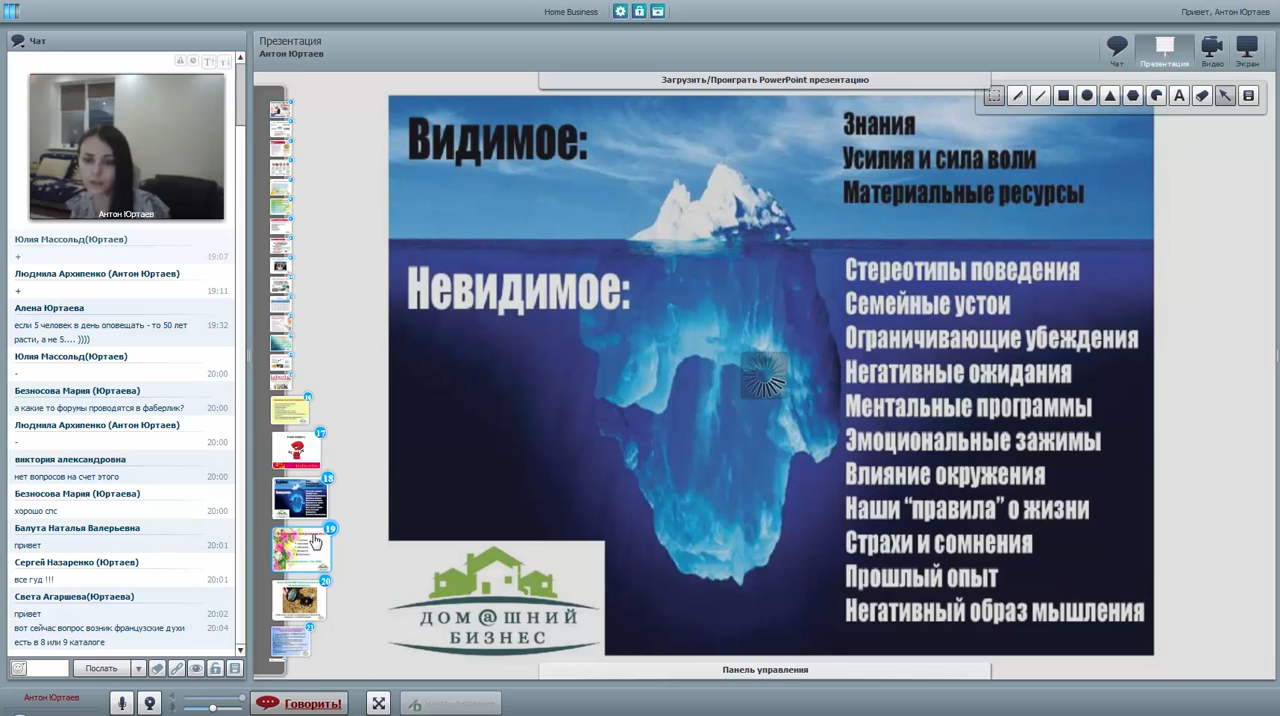 Home Business
Привет, Антон Юртаев
Чат
Антон Юртаев
Юлия Массольд(Юртаев)
+ 19:07
Людмила Архипенко (Антон Юртаев)
+ 19:11
Алена Юртаева
если 5 человек в день оповещать - то 50 лет 19:32
расти, а не 5.... ))))
Юлия Массольд(Юртаев)
- 20:00
Безносова Мария (Юртаева)
а какие то форумы проводятся в фаберлик? 20:00
Людмила Архипенко (Антон Юртаев)
- 20:00
виктория александровна
нет вопросов на счет этого 20:00
Безносова Мария (Юртаева)
хорошо спс 20:00
Балута Наталья Валерьевна
привет 20:01
Сергей Назаренко (Юртаев)
все гуд !!! 20:01
Света Агаршева(Юртаева)
привет 20:02
вот сейчас вопрос возник французские духи 20:04
есть в 8 или 9 каталоге
Послать
Антон Юртаев
Говорить!
Презентация
Антон Юртаев
Чат
Презентация
Видео
Экран
Загрузить/Проиграть PowerPoint презентацию
16
17
18
19
20
21
Видимое:
Знания
Усилия и сила воли
Материальные ресурсы
Невидимое:
Стереотипы поведения
Семейные устои
Ограничивающие убеждения
Негативные ожидания
Ментальные программы
Эмоциональные зажимы
Влияние окружения
Наши “правила” о жизни
Страхи и сомнения
Прошлый опыт
Негативный образ мышления
ДОМ@ШНИЙ
БИЗНЕС
Панель управления